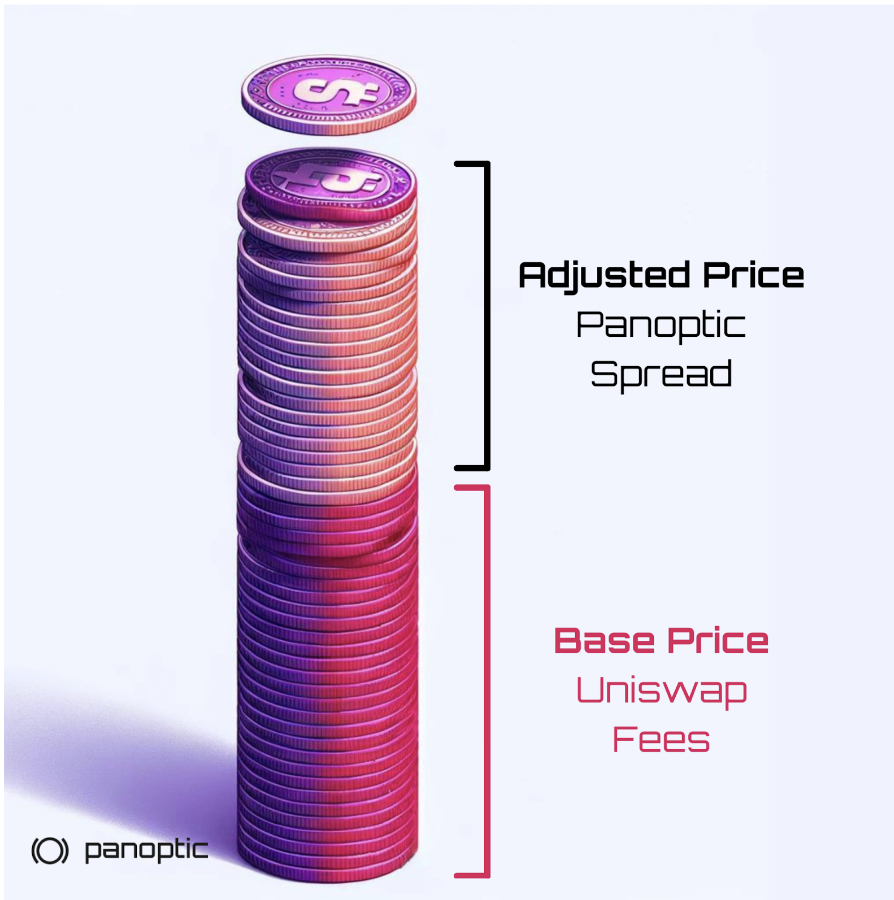 Adjusted Price
Panoptic
Spread
Base Price
Uniswap
Fees
panoptic